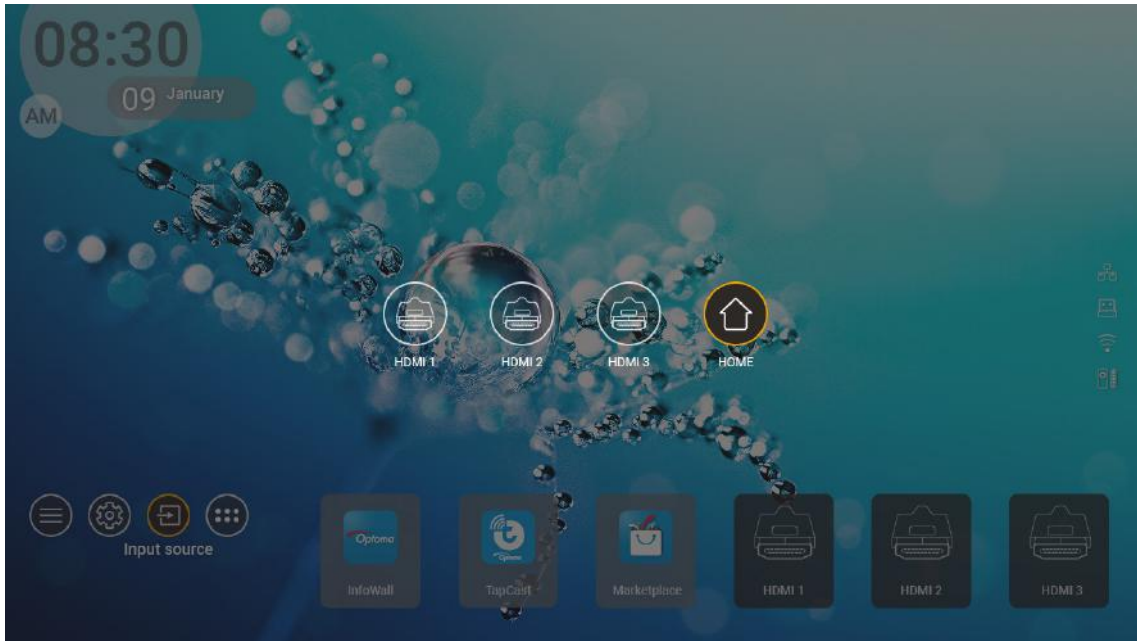 08:30
09 January
AM
HDMI 1 HDMI 2 HDMI 3 HOME
Input source
Optoma
Optoma
InfoWall TapCast Marketplace HDMI 1 HDMI 2 HDMI 3